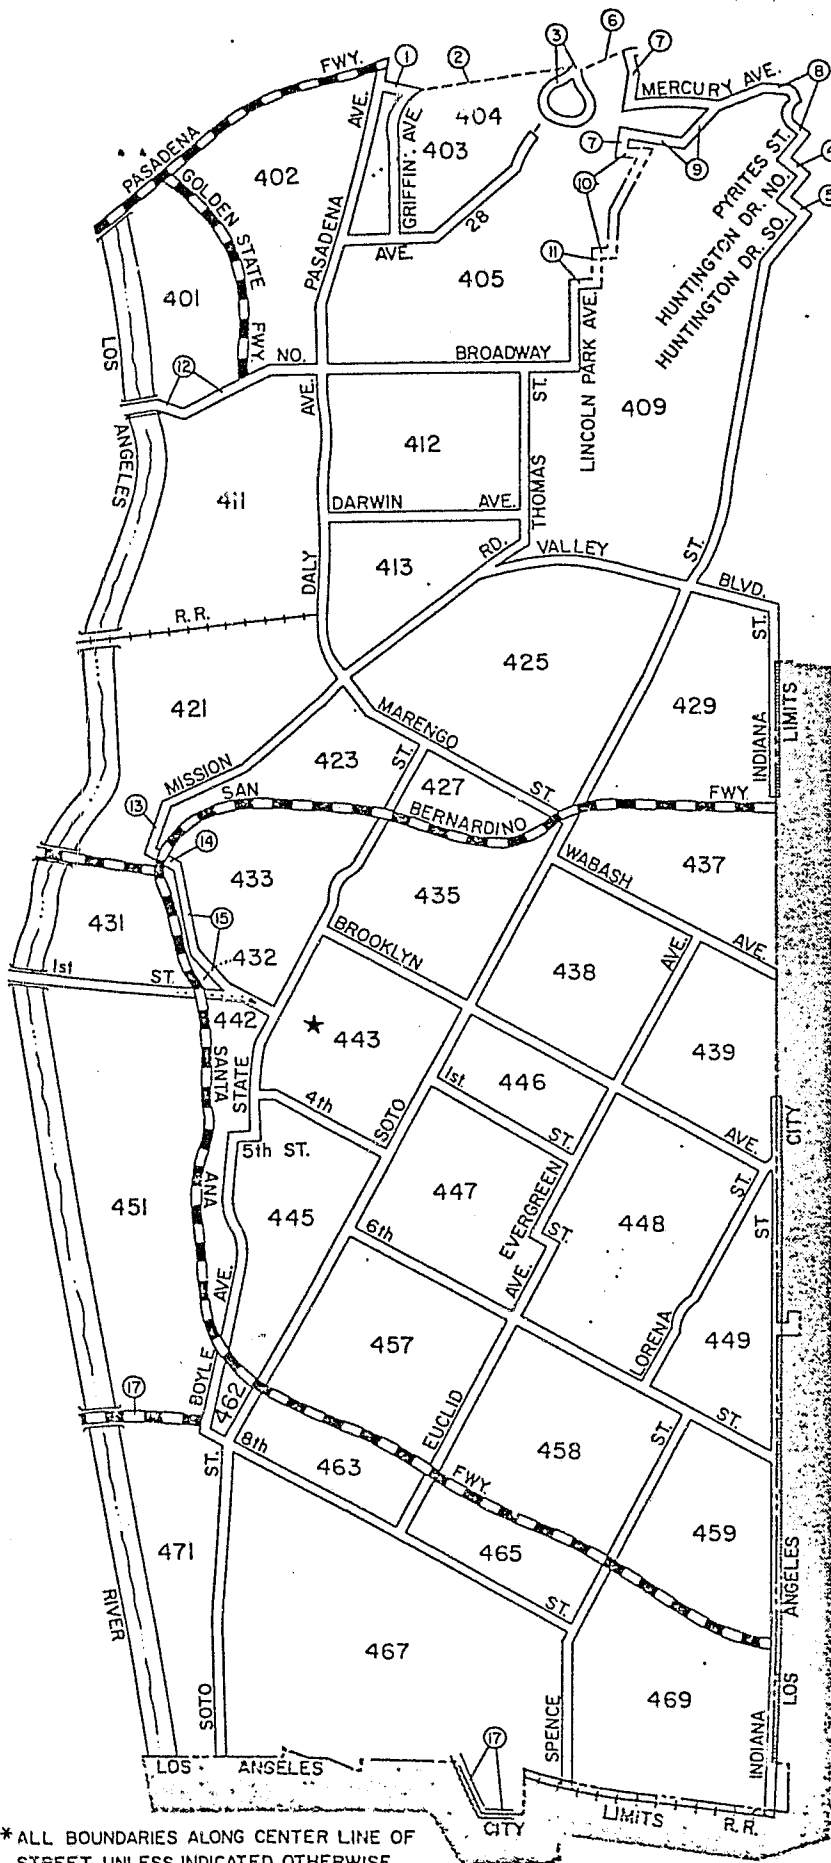 3
6
1
2
7
FWY.
MERCURY AVE.
8
AVE.
404
PASADENA
GRIFFIN AVE
403
7
9
GOLDEN STATE FWY.
402
10
PYRITES ST.
HUNTINGTON DR. NO.
HUNTINGTON DR. SO.
28
AVE.
11
PASADENA
405
401
LOS
12
NO.
BROADWAY
AVE.
ST.
LINCOLN PARK AVE.
409
412
ANGELES
411
DARWIN
AVE.
THOMAS
RD.
VALLEY
ST.
BLVD.
DALY
413
ST.
R.R.
425
421
429
LIMITS
MARENGO
INDIANA
MISSION
423
ST.
427
ST.
FWY.
SAN
BERNARDINO
13
14
WABASH
437
433
435
15
BROOKLYN
AVE.
AVE.
431
432
438
1st
ST.
442
443
439
SANTA
STATE
1st
446
4th
SOTO
ST.
AVE.
CITY
5th ST.
ST.
ANA
EVERGREEN
451
445
447
448
ST
6th
ST.
AVE.
AVE.
LORENA
457
449
BOYLE
17
462
EUCLID
ST.
ST.
8th
458
ST.
463
FWY.
459
471
465
ANGELES
ST.
RIVER
467
469
SOTO
SPENCE
INDIANA
LOS
17
LOS ANGELES
CITY
LIMITS
R.R.
* ALL BOUNDARIES ALONG CENTER LINE OF
STREET UNLESS INDICATED OTHERWISE